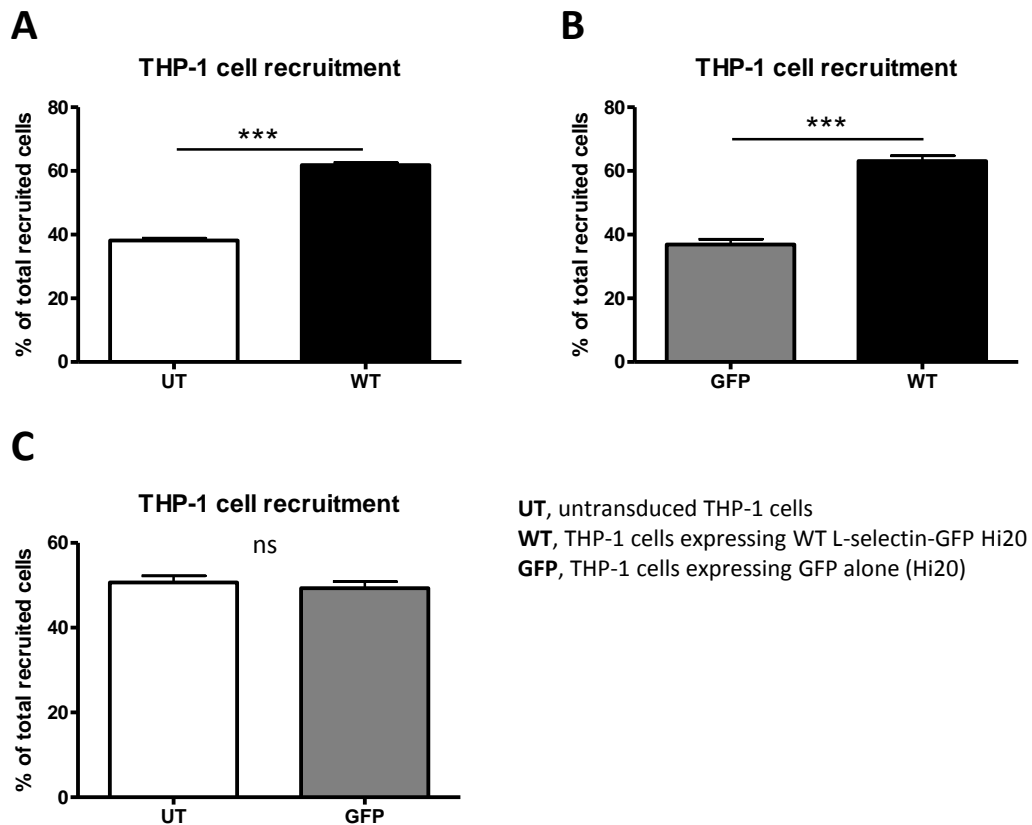 A
THP-1 cell recruitment
% of total recruited cells
80
60
40
20
0
***
UT
WT
B
THP-1 cell recruitment
% of total recruited cells
80
60
40
20
0
***
GFP
WT
C
THP-1 cell recruitment
% of total recruited cells
60
40
20
0
ns
UT
GFP
UT, untransduced THP-1 cells
WT, THP-1 cells expressing WT L-selectin-GFP Hi20
GFP, THP-1 cells expressing GFP alone (Hi20)